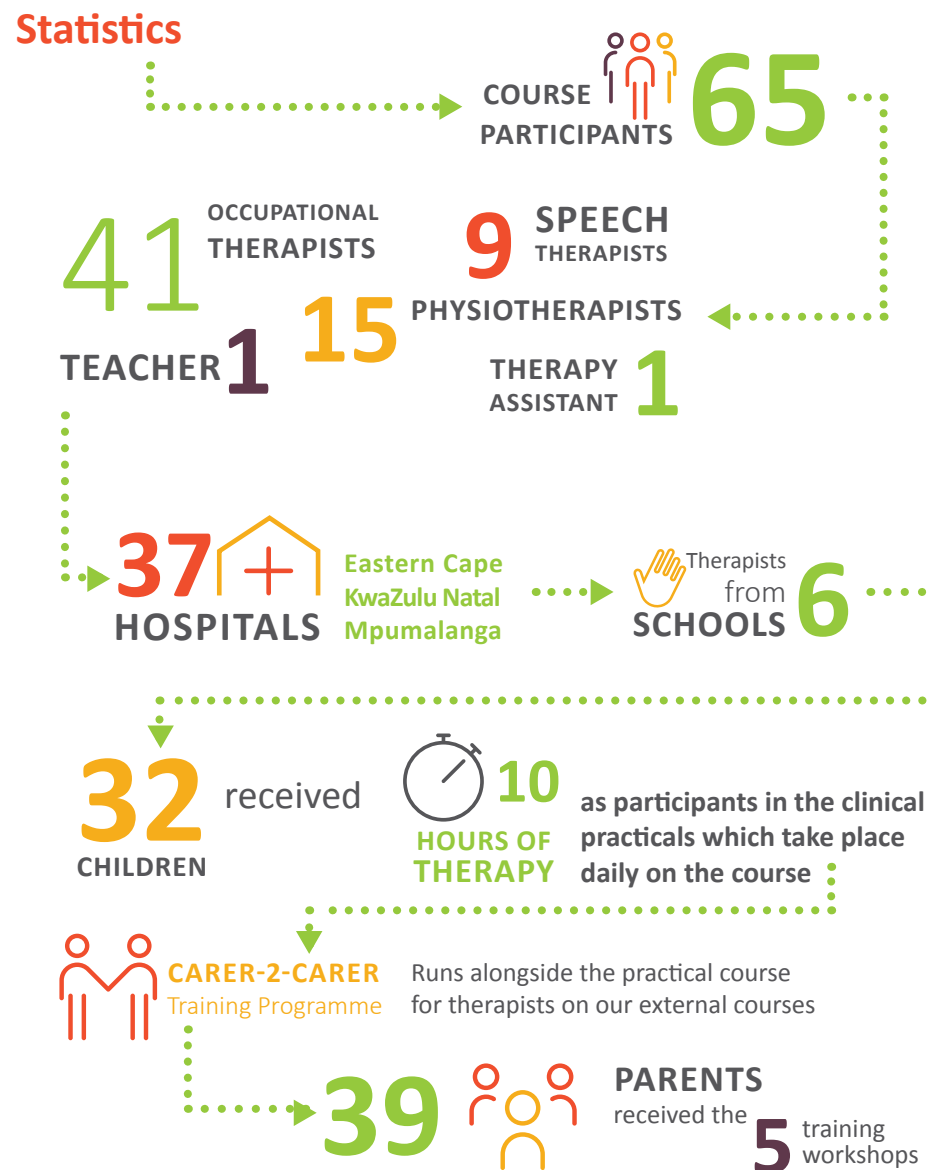 Statistics
COURSE
PARTICIPANTS
65
41
OCCUPATIONAL
THERAPISTS
9
SPEECH
THERAPISTS
15
PHYSIOTHERAPISTS
TEACHER 1
THERAPY
ASSISTANT
1
37
HOSPITALS
Eastern Cape
KwaZulu Natal
Mpumalanga
Therapists
from
SCHOOLS
6
32
CHILDREN
received
10
HOURS OF
THERAPY
as participants in the clinical
practicals which take place
daily on the course
CARER-2-CARER
Training Programme
Runs alongside the practical course
for therapists on our external courses
39
PARENTS
received the
5
training
workshops